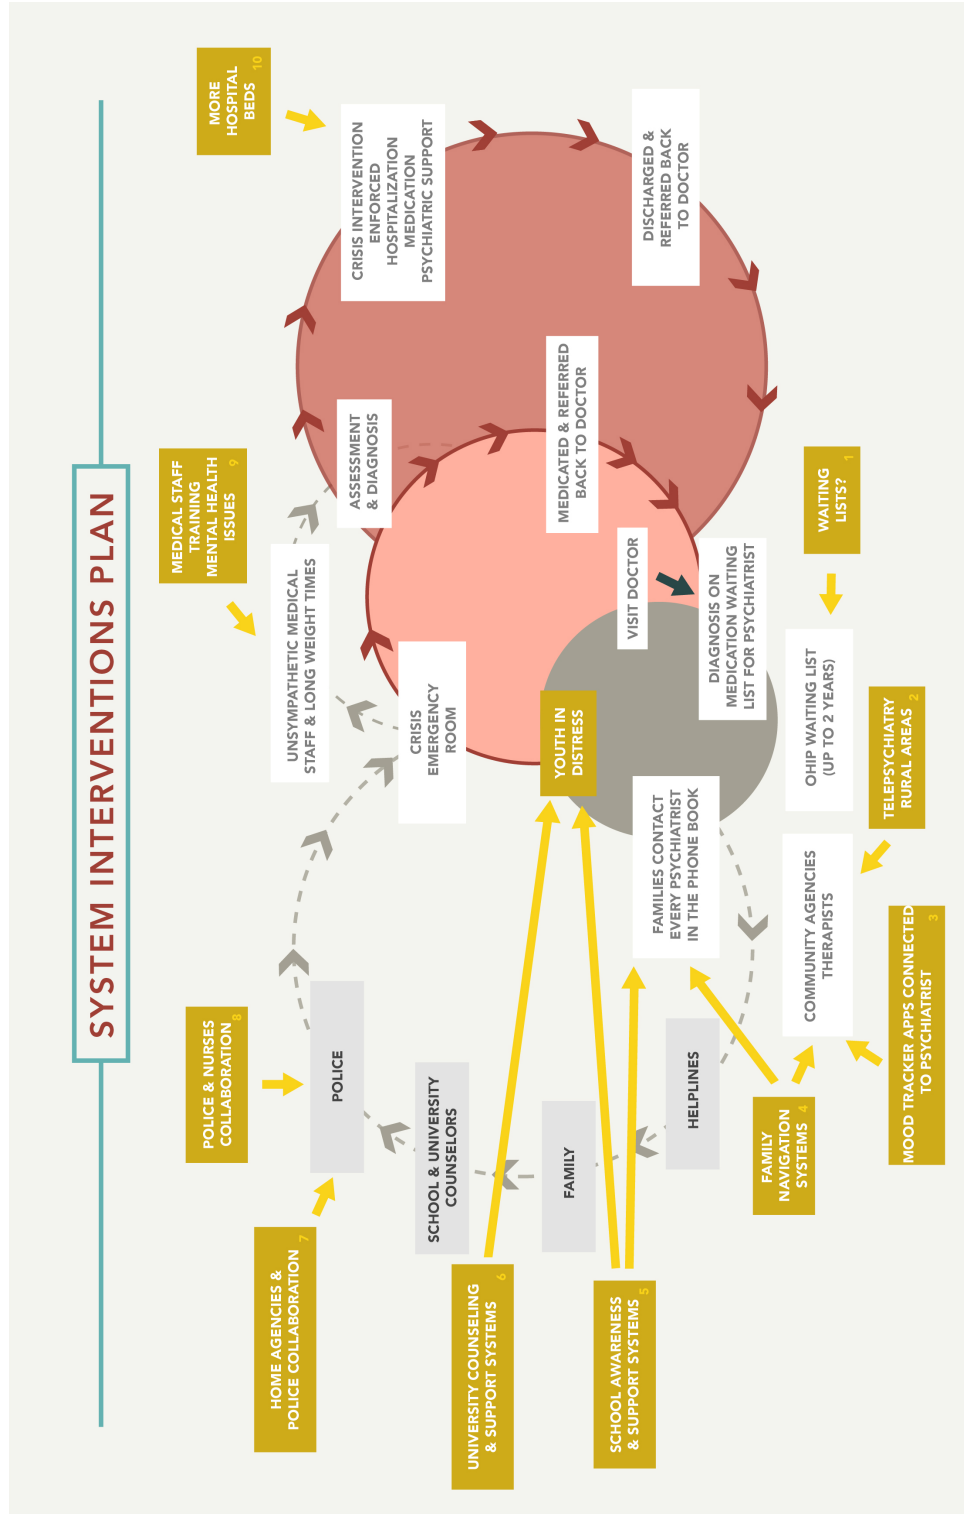 SYSTEM INTERVENTIONS PLAN
HOME AGENCIES &
POLICE COLLABORATION
7
POLICE & NURSES
COLLABORATION
8
MEDICAL STAFF
TRAINING
MENTAL HEALTH
ISSUES
9
MORE
HOSPITAL
BEDS
10
POLICE
UNSYMPATHETIC MEDICAL
STAFF & LONG WEIGHT TIMES
ASSESSMENT
& DIAGNOSIS
CRISIS INTERVENTION
ENFORCED
HOSPITALIZATION
MEDICATION
PSYCHIATRIC SUPPORT
SCHOOL & UNIVERSITY
COUNSELORS
CRISIS
EMERGENCY
ROOM
UNIVERSITY COUNSELING
& SUPPORT SYSTEMS
6
FAMILY
YOUTH IN
DISTRESS
MEDICATED & REFERRED
BACK TO DOCTOR
DISCHARGED &
REFERRED BACK
TO DOCTOR
SCHOOL AWARENESS
& SUPPORT SYSTEMS
5
HELPLINES
FAMILIES CONTACT
EVERY PSYCHIATRIST
IN THE PHONE BOOK
VISIT DOCTOR
DIAGNOSIS ON
MEDICATION WAITING
LIST FOR PSYCHIATRIST
FAMILY
NAVIGATION
SYSTEMS
4
COMMUNITY AGENCIES
THERAPISTS
OHIP WAITING LIST
(UP TO 2 YEARS)
WAITING
LISTS?
1
MOOD TRACKER APPS CONNECTED
TO PSYCHIATRIST
3
TELEPSYCHIATRY
RURAL AREAS
2